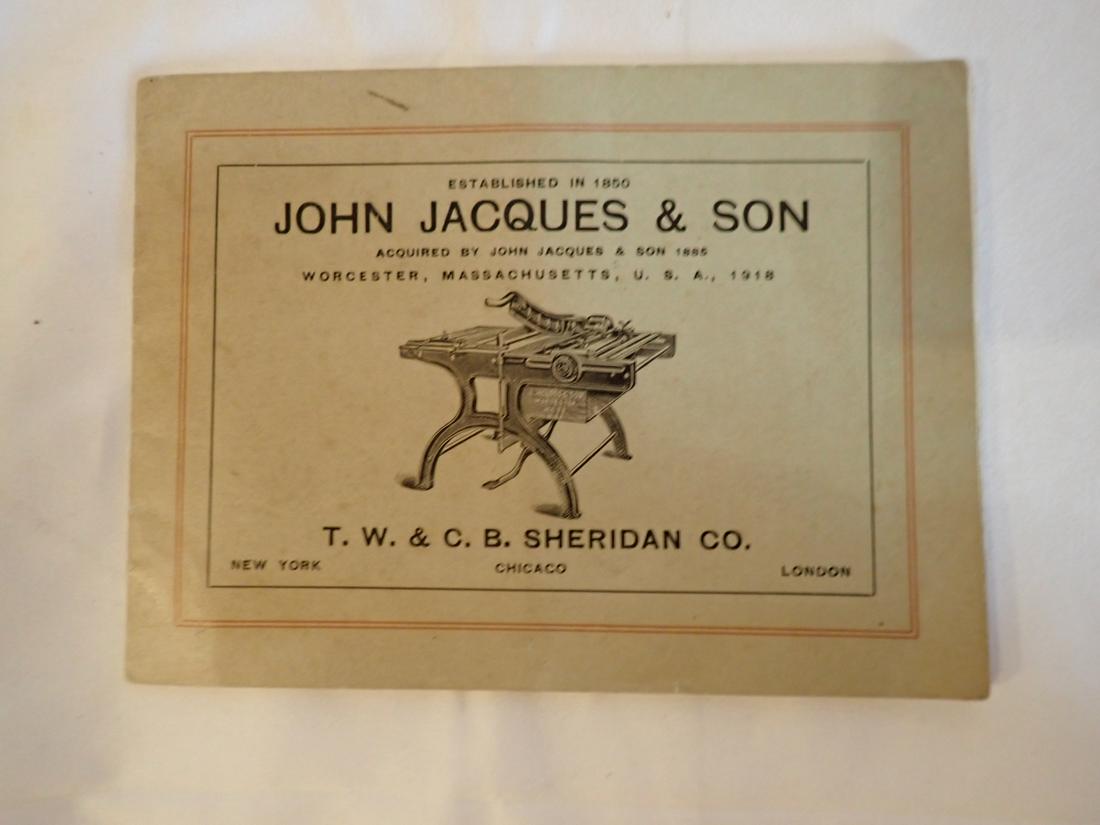 ESTABLISHED IN 1850
JOHN JACQUES & SON
ACQUIRED BY JOHN JACQUES & SON 1885
WORCESTER, MASSACHUSETTS, U. S. A., 1918
T. W. & C. B. SHERIDAN CO.
NEW YORK CHICAGO LONDON